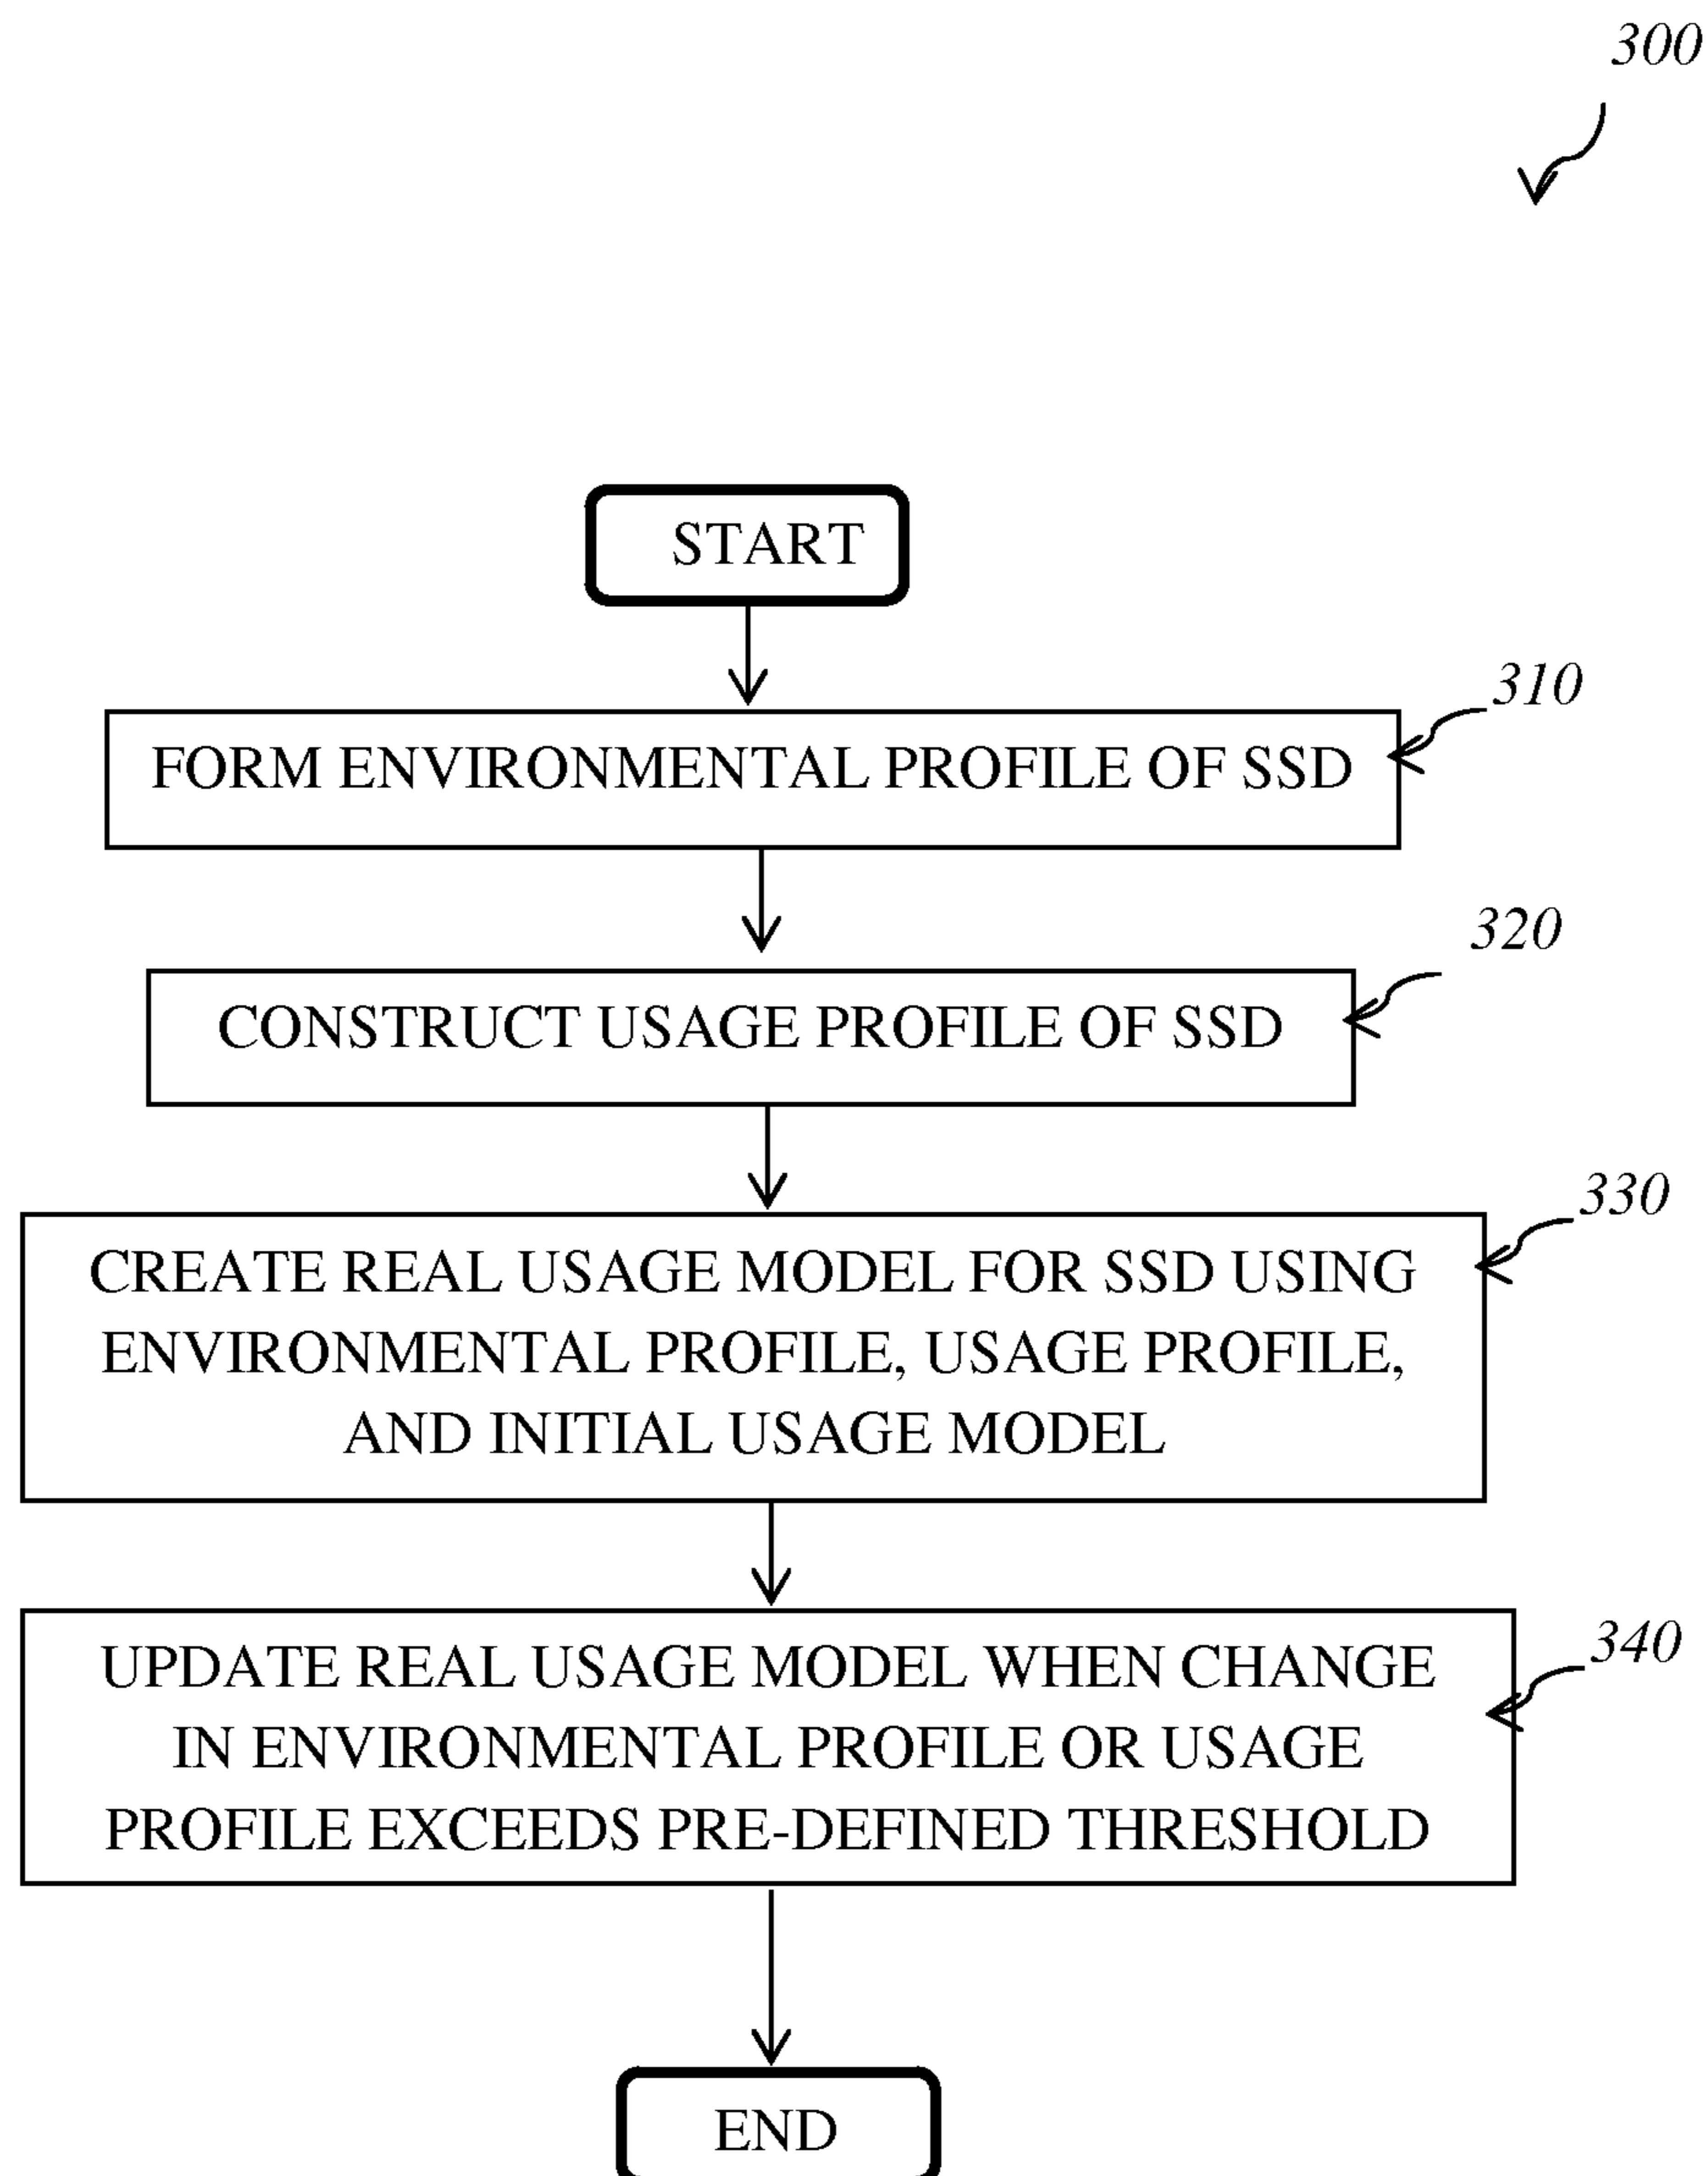 300
START
310
FORM ENVIRONMENTAL PROFILE OF SSD
320
CONSTRUCT USAGE PROFILE OF SSD
330
CREATE REAL USAGE MODEL FOR SSD USING
ENVIRONMENTAL PROFILE, USAGE PROFILE,
AND INITIAL USAGE MODEL
340
UPDATE REAL USAGE MODEL WHEN CHANGE
IN ENVIRONMENTAL PROFILE OR USAGE
PROFILE EXCEEDS PRE-DEFINED THRESHOLD
END